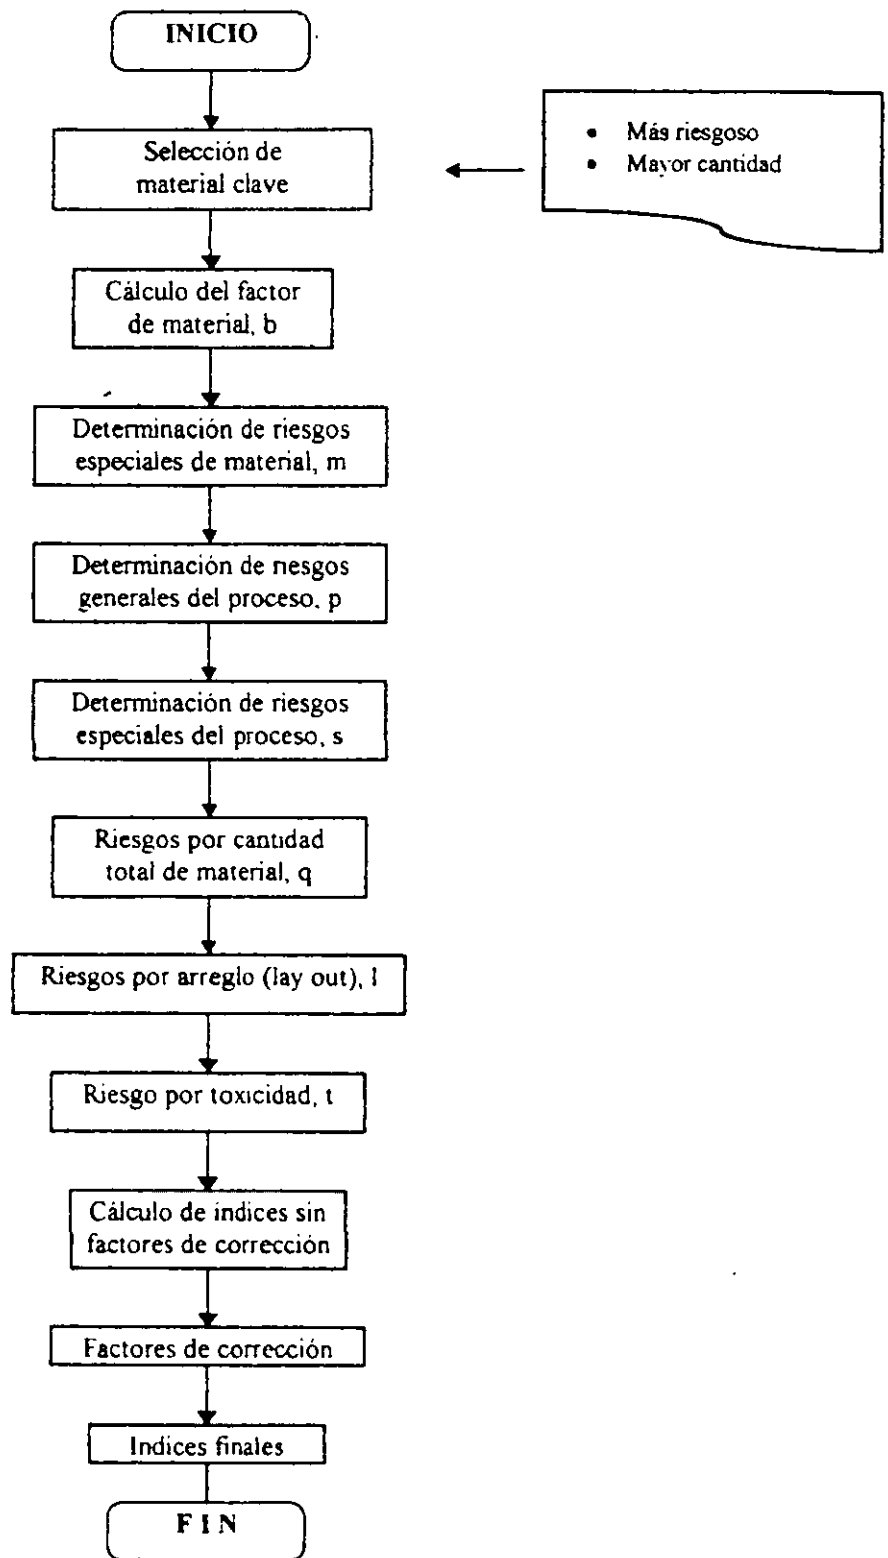 INICIO
Selección de
material clave
• Más riesgoso
• Mayor cantidad
Cálculo del factor
de material, b
Determinación de riesgos
especiales de material, m
Determinación de riesgos
generales del proceso, p
Determinación de riesgos
especiales del proceso, s
Riesgos por cantidad
total de material, q
Riesgos por arreglo (lay out), l
Riesgo por toxicidad, t
Cálculo de indices sin
factores de corrección
Factores de corrección
Indices finales
F I N